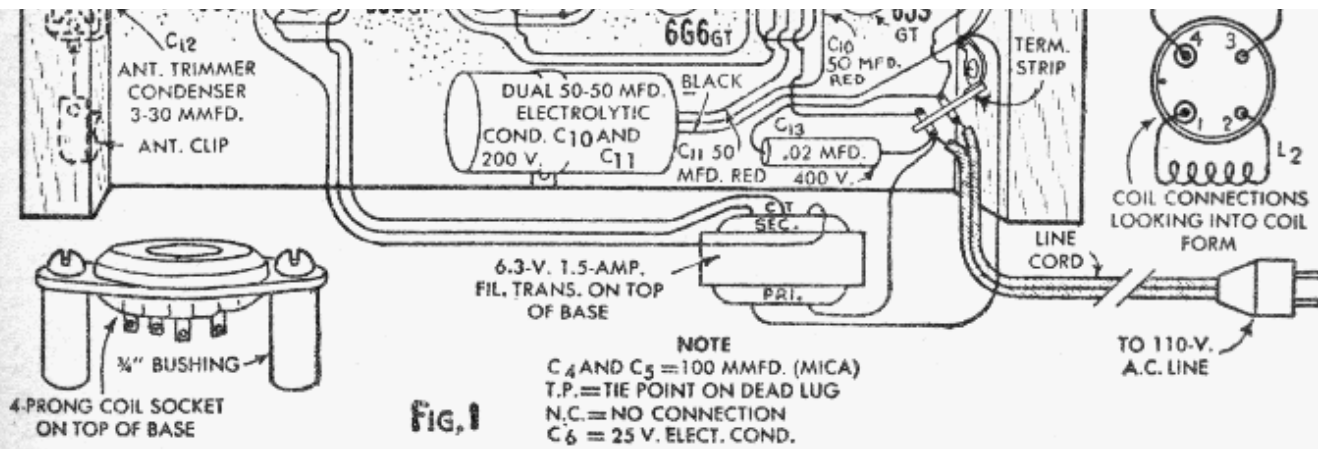 6G6GT
GT
C12
ANT. TRIMMER
CONDENSER
3-30 MMFD.
ANT. CLIP
DUAL 50-50 MFD.
ELECTROLYTIC
COND. C10 AND
200 V. C11
BLACK
C11 50
MFD. RED
C10
50 MFD.
RED
C13
.02 MFD.
400 V.
TERM.
STRIP
4 3
1 2
L2
COIL CONNECTIONS
LOOKING INTO COIL
FORM
LINE
CORD
TO 110-V.
A.C. LINE
CT
SEC.
PRI.
6.3-V. 1.5-AMP.
FIL. TRANS. ON TOP
OF BASE
¾" BUSHING
4-PRONG COIL SOCKET
ON TOP OF BASE
FIG. 1
NOTE
C4 AND C5 = 100 MMFD. (MICA)
T.P. = TIE POINT ON DEAD LUG
N.C. = NO CONNECTION
C6 = 25 V. ELECT. COND.